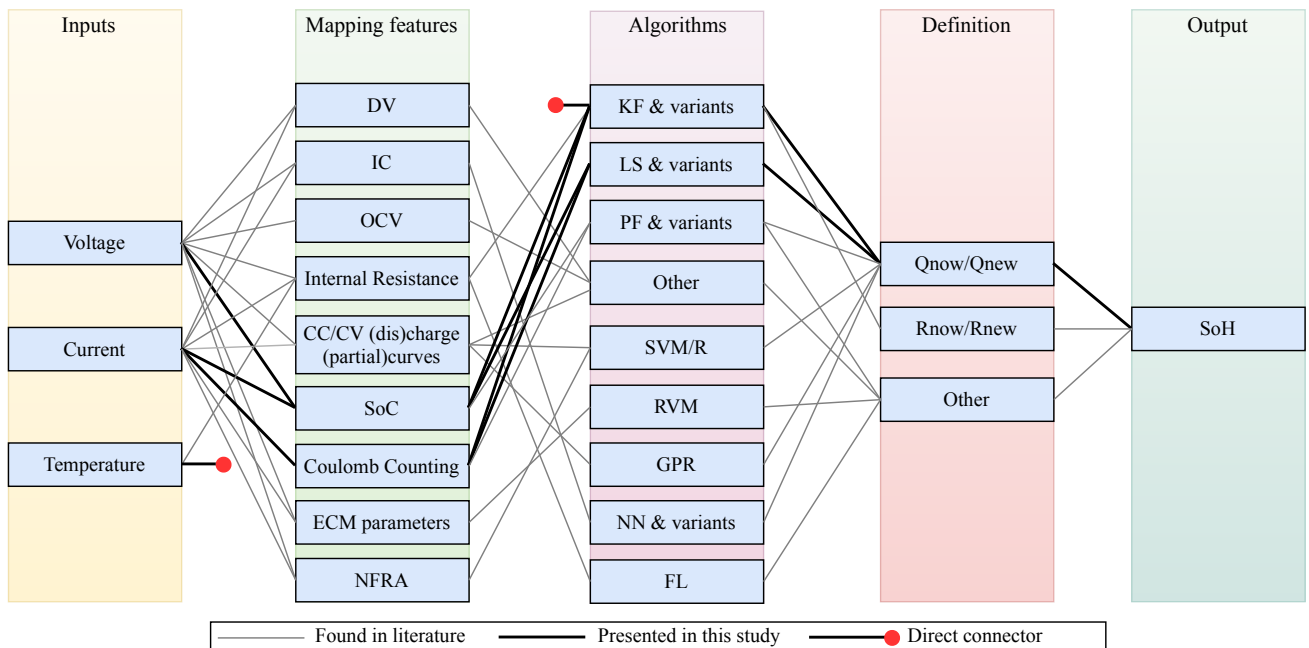 Inputs
Mapping features
Algorithms
Definition
Output
DV
IC
OCV
Internal Resistance
CC/CV (dis)charge
(partial)curves
SoC
Coulomb Counting
ECM parameters
NFRA
Voltage
Current
Temperature
KF & variants
LS & variants
PF & variants
Other
SVM/R
RVM
GPR
NN & variants
FL
Qnow/Qnew
Rnow/Rnew
Other
SoH
Found in literature
Presented in this study
Direct connector